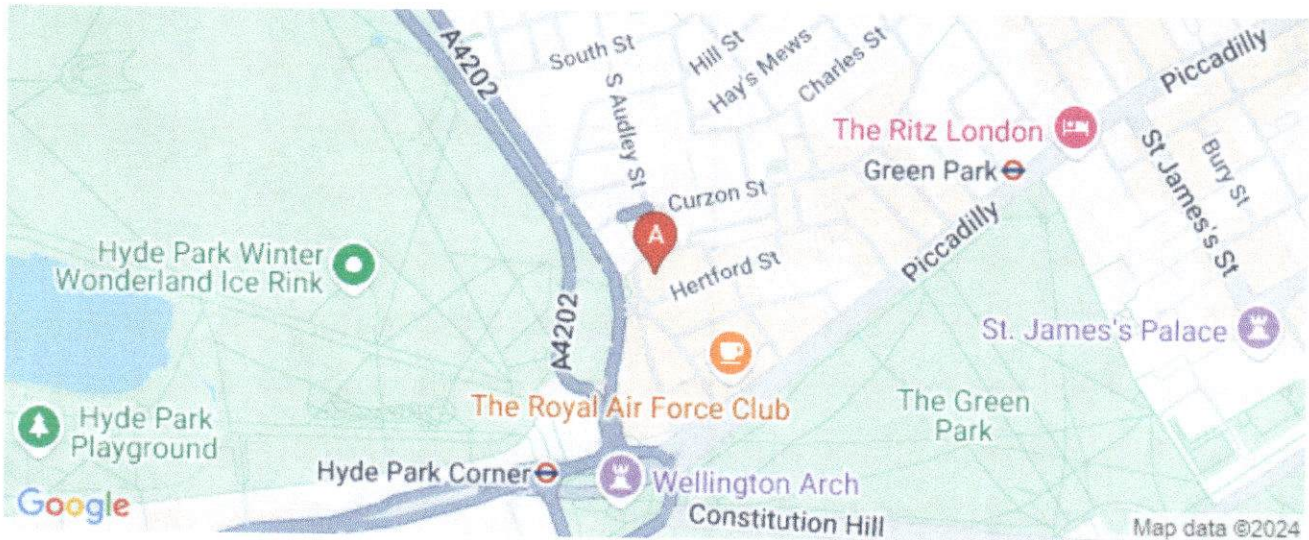 A4202
South St
Hill St
Hay's Mews
Charles St
Piccadilly
S Audley St
The Ritz London
Green Park
St James's St
Bury St
Curzon St
A
Hertford St
Piccadilly
Hyde Park Winter
Wonderland Ice Rink
A4202
St. James's Palace
The Royal Air Force Club
The Green
Park
Hyde Park
Playground
Hyde Park Corner
Wellington Arch
Google
Constitution Hill
Map data ©2024